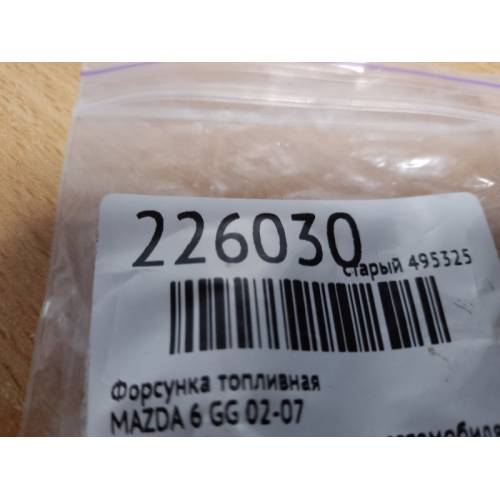 226030
старый 495325
Форсунка топливная
MAZDA 6 GG 02-07